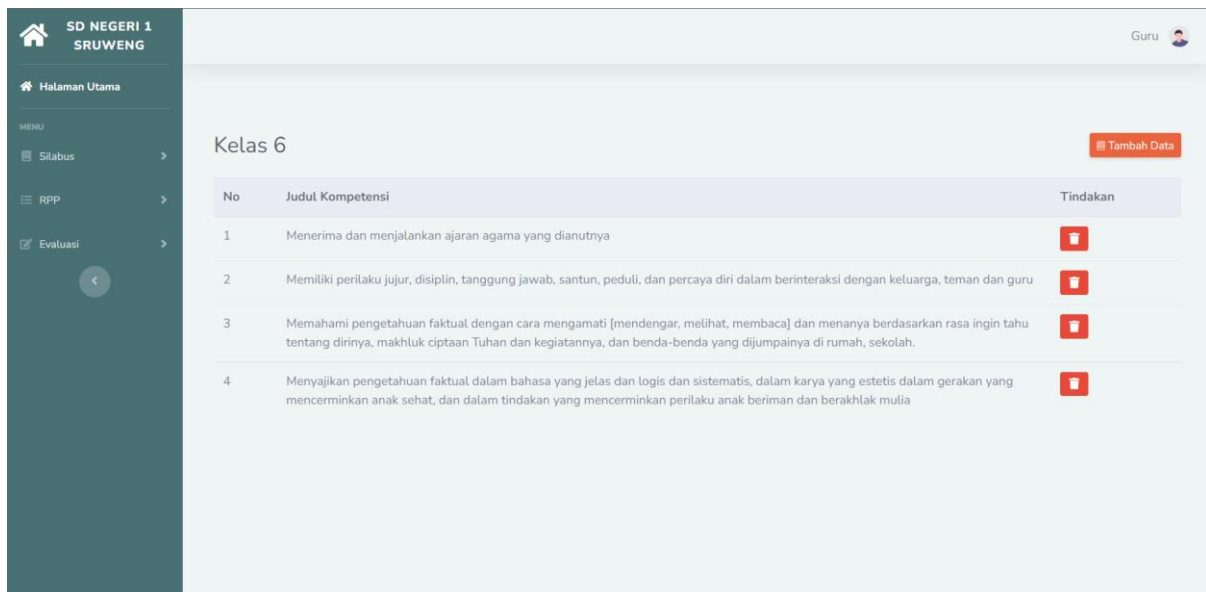 SD NEGERI 1
SRUWENG
Guru
Halaman Utama
MENU
Silabus
RPP
Evaluasi
Kelas 6
Tambah Data
No Judul Kompetensi Tindakan
1 Menerima dan menjalankan ajaran agama yang dianutnya
2 Memiliki perilaku jujur, disiplin, tanggung jawab, santun, peduli, dan percaya diri dalam berinteraksi dengan keluarga, teman dan guru
3 Memahami pengetahuan faktual dengan cara mengamati [mendengar, melihat, membaca] dan menanya berdasarkan rasa ingin tahu
tentang dirinya, makhluk ciptaan Tuhan dan kegiatannya, dan benda-benda yang dijumpainya di rumah, sekolah.
4 Menyajikan pengetahuan faktual dalam bahasa yang jelas dan logis dan sistematis, dalam karya yang estetis dalam gerakan yang
mencerminkan anak sehat, dan dalam tindakan yang mencerminkan perilaku anak beriman dan berakhlak mulia